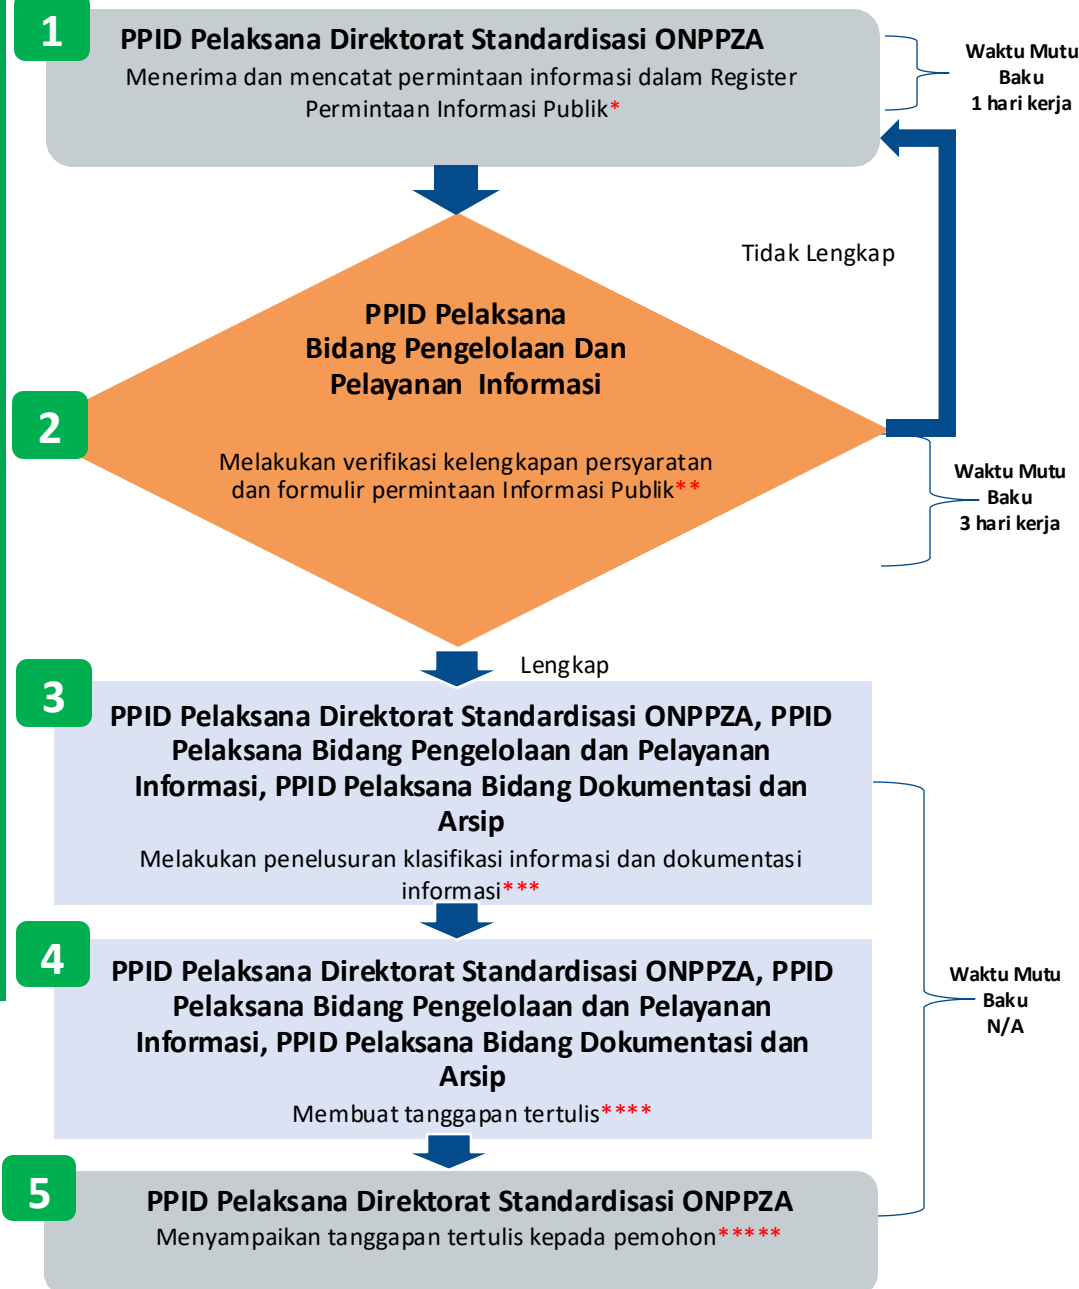 1
PPID Pelaksana Direktorat Standardisasi ONPPZA
Menerima dan mencatat permintaan informasi dalam Register
Permintaan Informasi Publik*
Waktu Mutu
Baku
1 hari kerja
Tidak Lengkap
2
PPID Pelaksana
Bidang Pengelolaan Dan
Pelayanan Informasi
Melakukan verifikasi kelengkapan persyaratan
dan formulir permintaan Informasi Publik**
Waktu Mutu
Baku
3 hari kerja
Lengkap
3
PPID Pelaksana Direktorat Standardisasi ONPPZA, PPID
Pelaksana Bidang Pengelolaan dan Pelayanan
Informasi, PPID Pelaksana Bidang Dokumentasi dan
Arsip
Melakukan penelusuran klasifikasi informasi dan dokumentasi
informasi***
4
PPID Pelaksana Direktorat Standardisasi ONPPZA, PPID
Pelaksana Bidang Pengelolaan dan Pelayanan
Informasi, PPID Pelaksana Bidang Dokumentasi dan
Arsip
Membuat tanggapan tertulis****
Waktu Mutu
Baku
N/A
5
PPID Pelaksana Direktorat Standardisasi ONPPZA
Menyampaikan tanggapan tertulis kepada pemohon*****